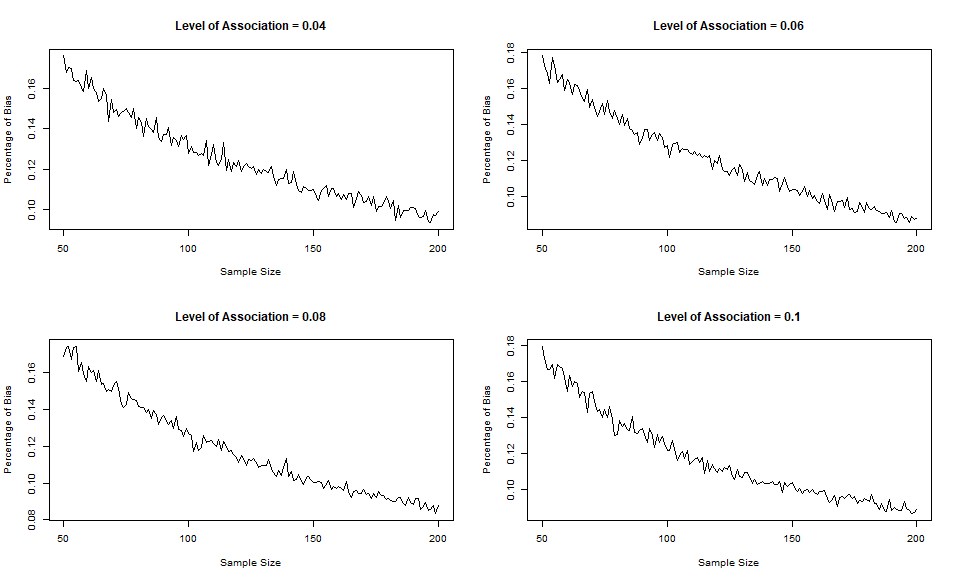 Level of Association = 0.04
Percentage of Bias
0.16
0.14
0.12
0.10
50 100 150 200
Sample Size
Level of Association = 0.06
Percentage of Bias
0.18
0.16
0.14
0.12
0.10
50 100 150 200
Sample Size
Level of Association = 0.08
Percentage of Bias
0.16
0.14
0.12
0.10
0.08
50 100 150 200
Sample Size
Level of Association = 0.1
Percentage of Bias
0.18
0.16
0.14
0.12
0.10
50 100 150 200
Sample Size